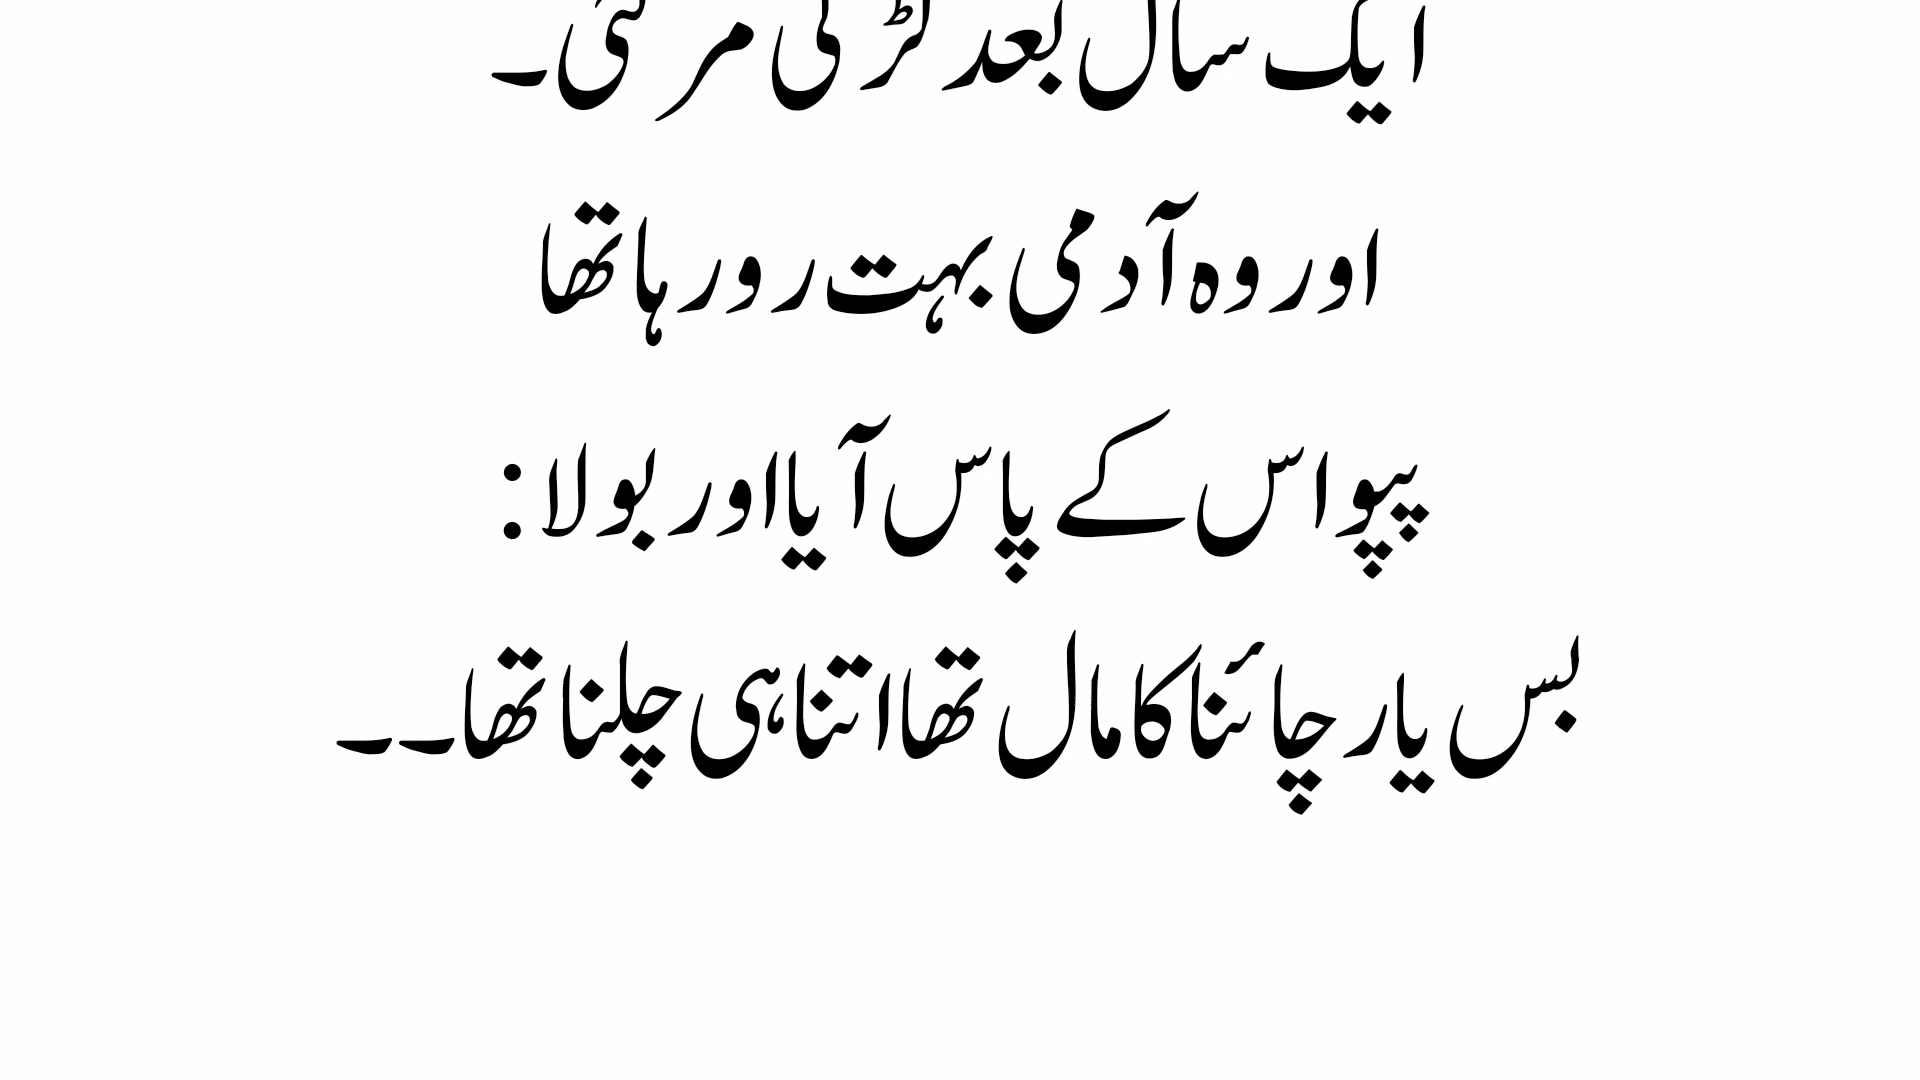 ایک سال بعد لڑکی مر گئی۔
اور وہ آدمی بہت رو رہا تھا
پپو اس کے پاس آیا اور بولا:
بس یار چائنا کا مال تھا اتنا ہی چلنا تھا۔۔